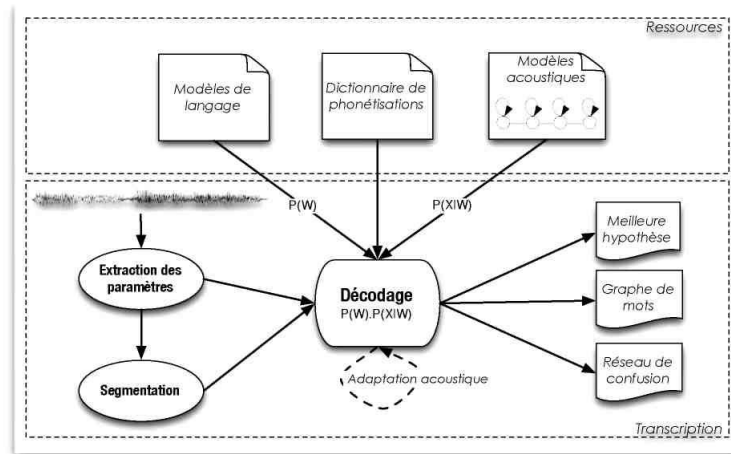 Ressources
Modèles de
langage
Dictionnaire de
phonétisations
Modèles
acoustiques
P(W)
P(X|W)
Extraction des
paramètres
Segmentation
Décodage
P(W).P(X|W)
Adaptation acoustique
Meilleure
hypothèse
Graphe de
mots
Réseau de
confusion
Transcription